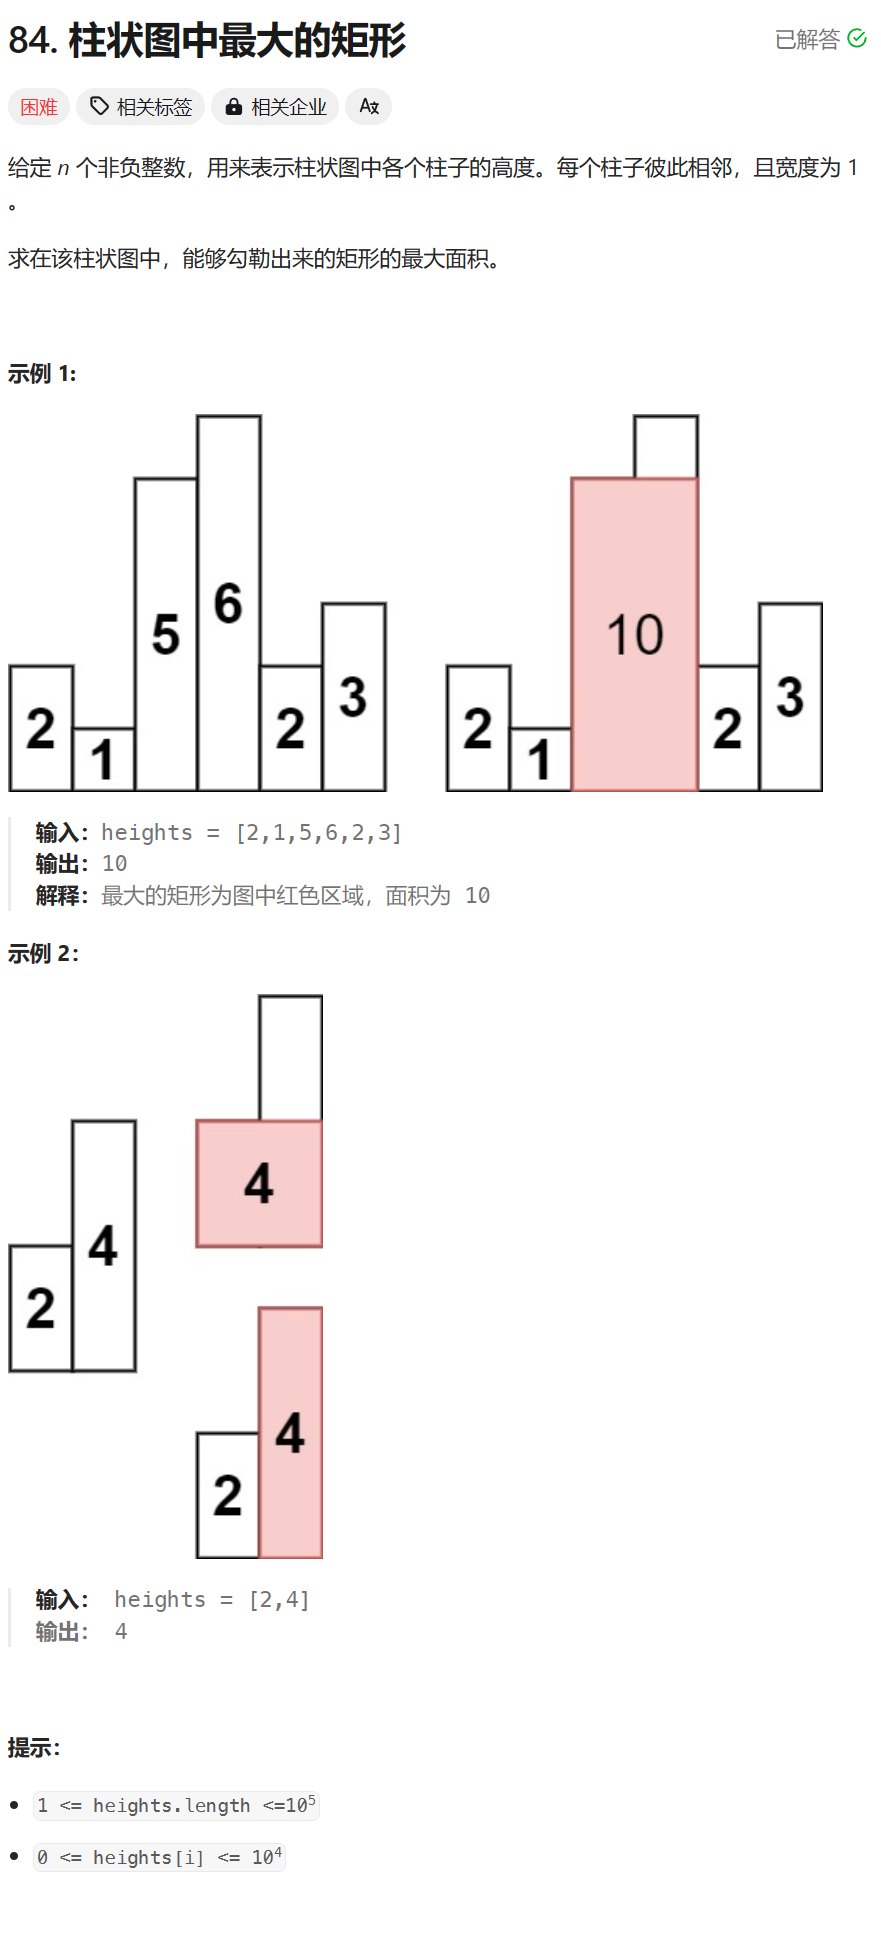 84. 柱状图中最大的矩形
已解答
困难 相关标签 相关企业
给定 n 个非负整数，用来表示柱状图中各个柱子的高度。每个柱子彼此相邻，且宽度为 1
。
求在该柱状图中，能够勾勒出来的矩形的最大面积。
示例 1:
2 1 5 6 2 3
2 1 10 2 3
输入：heights = [2,1,5,6,2,3]
输出：10
解释：最大的矩形为图中红色区域，面积为 10
示例 2：
2 4
4
2 4
输入： heights = [2,4]
输出： 4
提示：
1 <= heights.length <=10⁵
0 <= heights[i] <= 10⁴